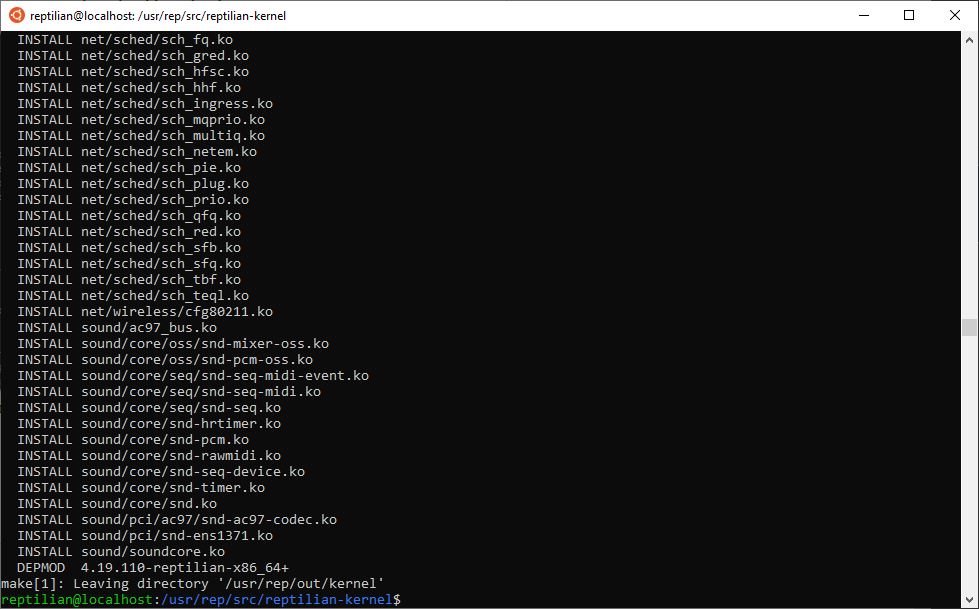 reptilian@localhost: /usr/rep/src/reptilian-kernel
INSTALL net/sched/sch_fq.ko
INSTALL net/sched/sch_gred.ko
INSTALL net/sched/sch_hfsc.ko
INSTALL net/sched/sch_hhf.ko
INSTALL net/sched/sch_ingress.ko
INSTALL net/sched/sch_mqprio.ko
INSTALL net/sched/sch_multiq.ko
INSTALL net/sched/sch_netem.ko
INSTALL net/sched/sch_pie.ko
INSTALL net/sched/sch_plug.ko
INSTALL net/sched/sch_prio.ko
INSTALL net/sched/sch_qfq.ko
INSTALL net/sched/sch_red.ko
INSTALL net/sched/sch_sfb.ko
INSTALL net/sched/sch_sfq.ko
INSTALL net/sched/sch_tbf.ko
INSTALL net/sched/sch_teql.ko
INSTALL net/wireless/cfg80211.ko
INSTALL sound/ac97_bus.ko
INSTALL sound/core/oss/snd-mixer-oss.ko
INSTALL sound/core/oss/snd-pcm-oss.ko
INSTALL sound/core/seq/snd-seq-midi-event.ko
INSTALL sound/core/seq/snd-seq-midi.ko
INSTALL sound/core/seq/snd-seq.ko
INSTALL sound/core/snd-hrtimer.ko
INSTALL sound/core/snd-pcm.ko
INSTALL sound/core/snd-rawmidi.ko
INSTALL sound/core/snd-seq-device.ko
INSTALL sound/core/snd-timer.ko
INSTALL sound/core/snd.ko
INSTALL sound/pci/ac97/snd-ac97-codec.ko
INSTALL sound/pci/snd-ens1371.ko
INSTALL sound/soundcore.ko
DEPMOD  4.19.110-reptilian-x86_64+
make[1]: Leaving directory '/usr/rep/out/kernel'
reptilian@localhost:/usr/rep/src/reptilian-kernel$